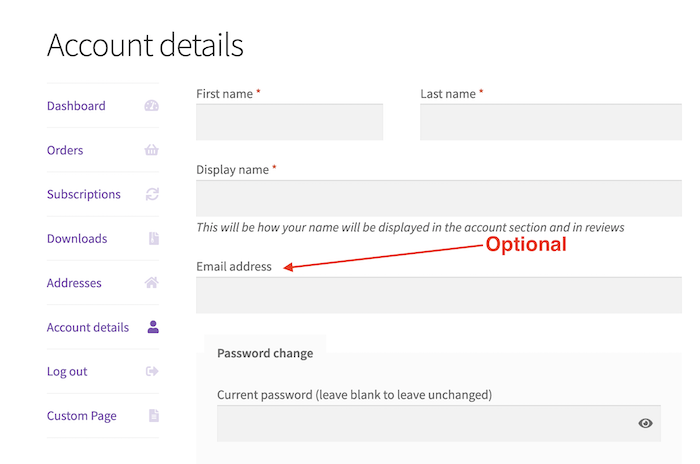 Account details
Dashboard
Orders
Subscriptions
Downloads
Addresses
Account details
Log out
Custom Page
First name *
Last name *
Display name *
This will be how your name will be displayed in the account section and in reviews
Optional
Email address
Password change
Current password (leave blank to leave unchanged)